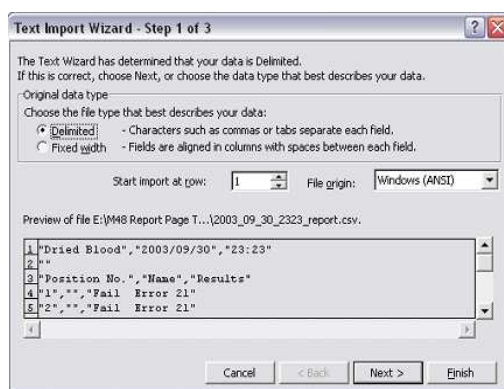 Text Import Wizard - Step 1 of 3
The Text Wizard has determined that your data is Delimited.
If this is correct, choose Next, or choose the data type that best describes your data.
Original data type
Choose the file type that best describes your data:
Delimited - Characters such as commas or tabs separate each field.
Fixed width - Fields are aligned in columns with spaces between each field.
Start import at row: 1 File origin: Windows (ANSI)
Preview of file E:\M48 Report Page T...\2003_09_30_2323_report.csv.
1 "Dried Blood","2003/09/30","23:23"
2 ""
3 "Position No.","Name","Results"
4 "1","","Fail Error 21"
5 "2","","Fail Error 21"
Cancel < Back Next > Finish